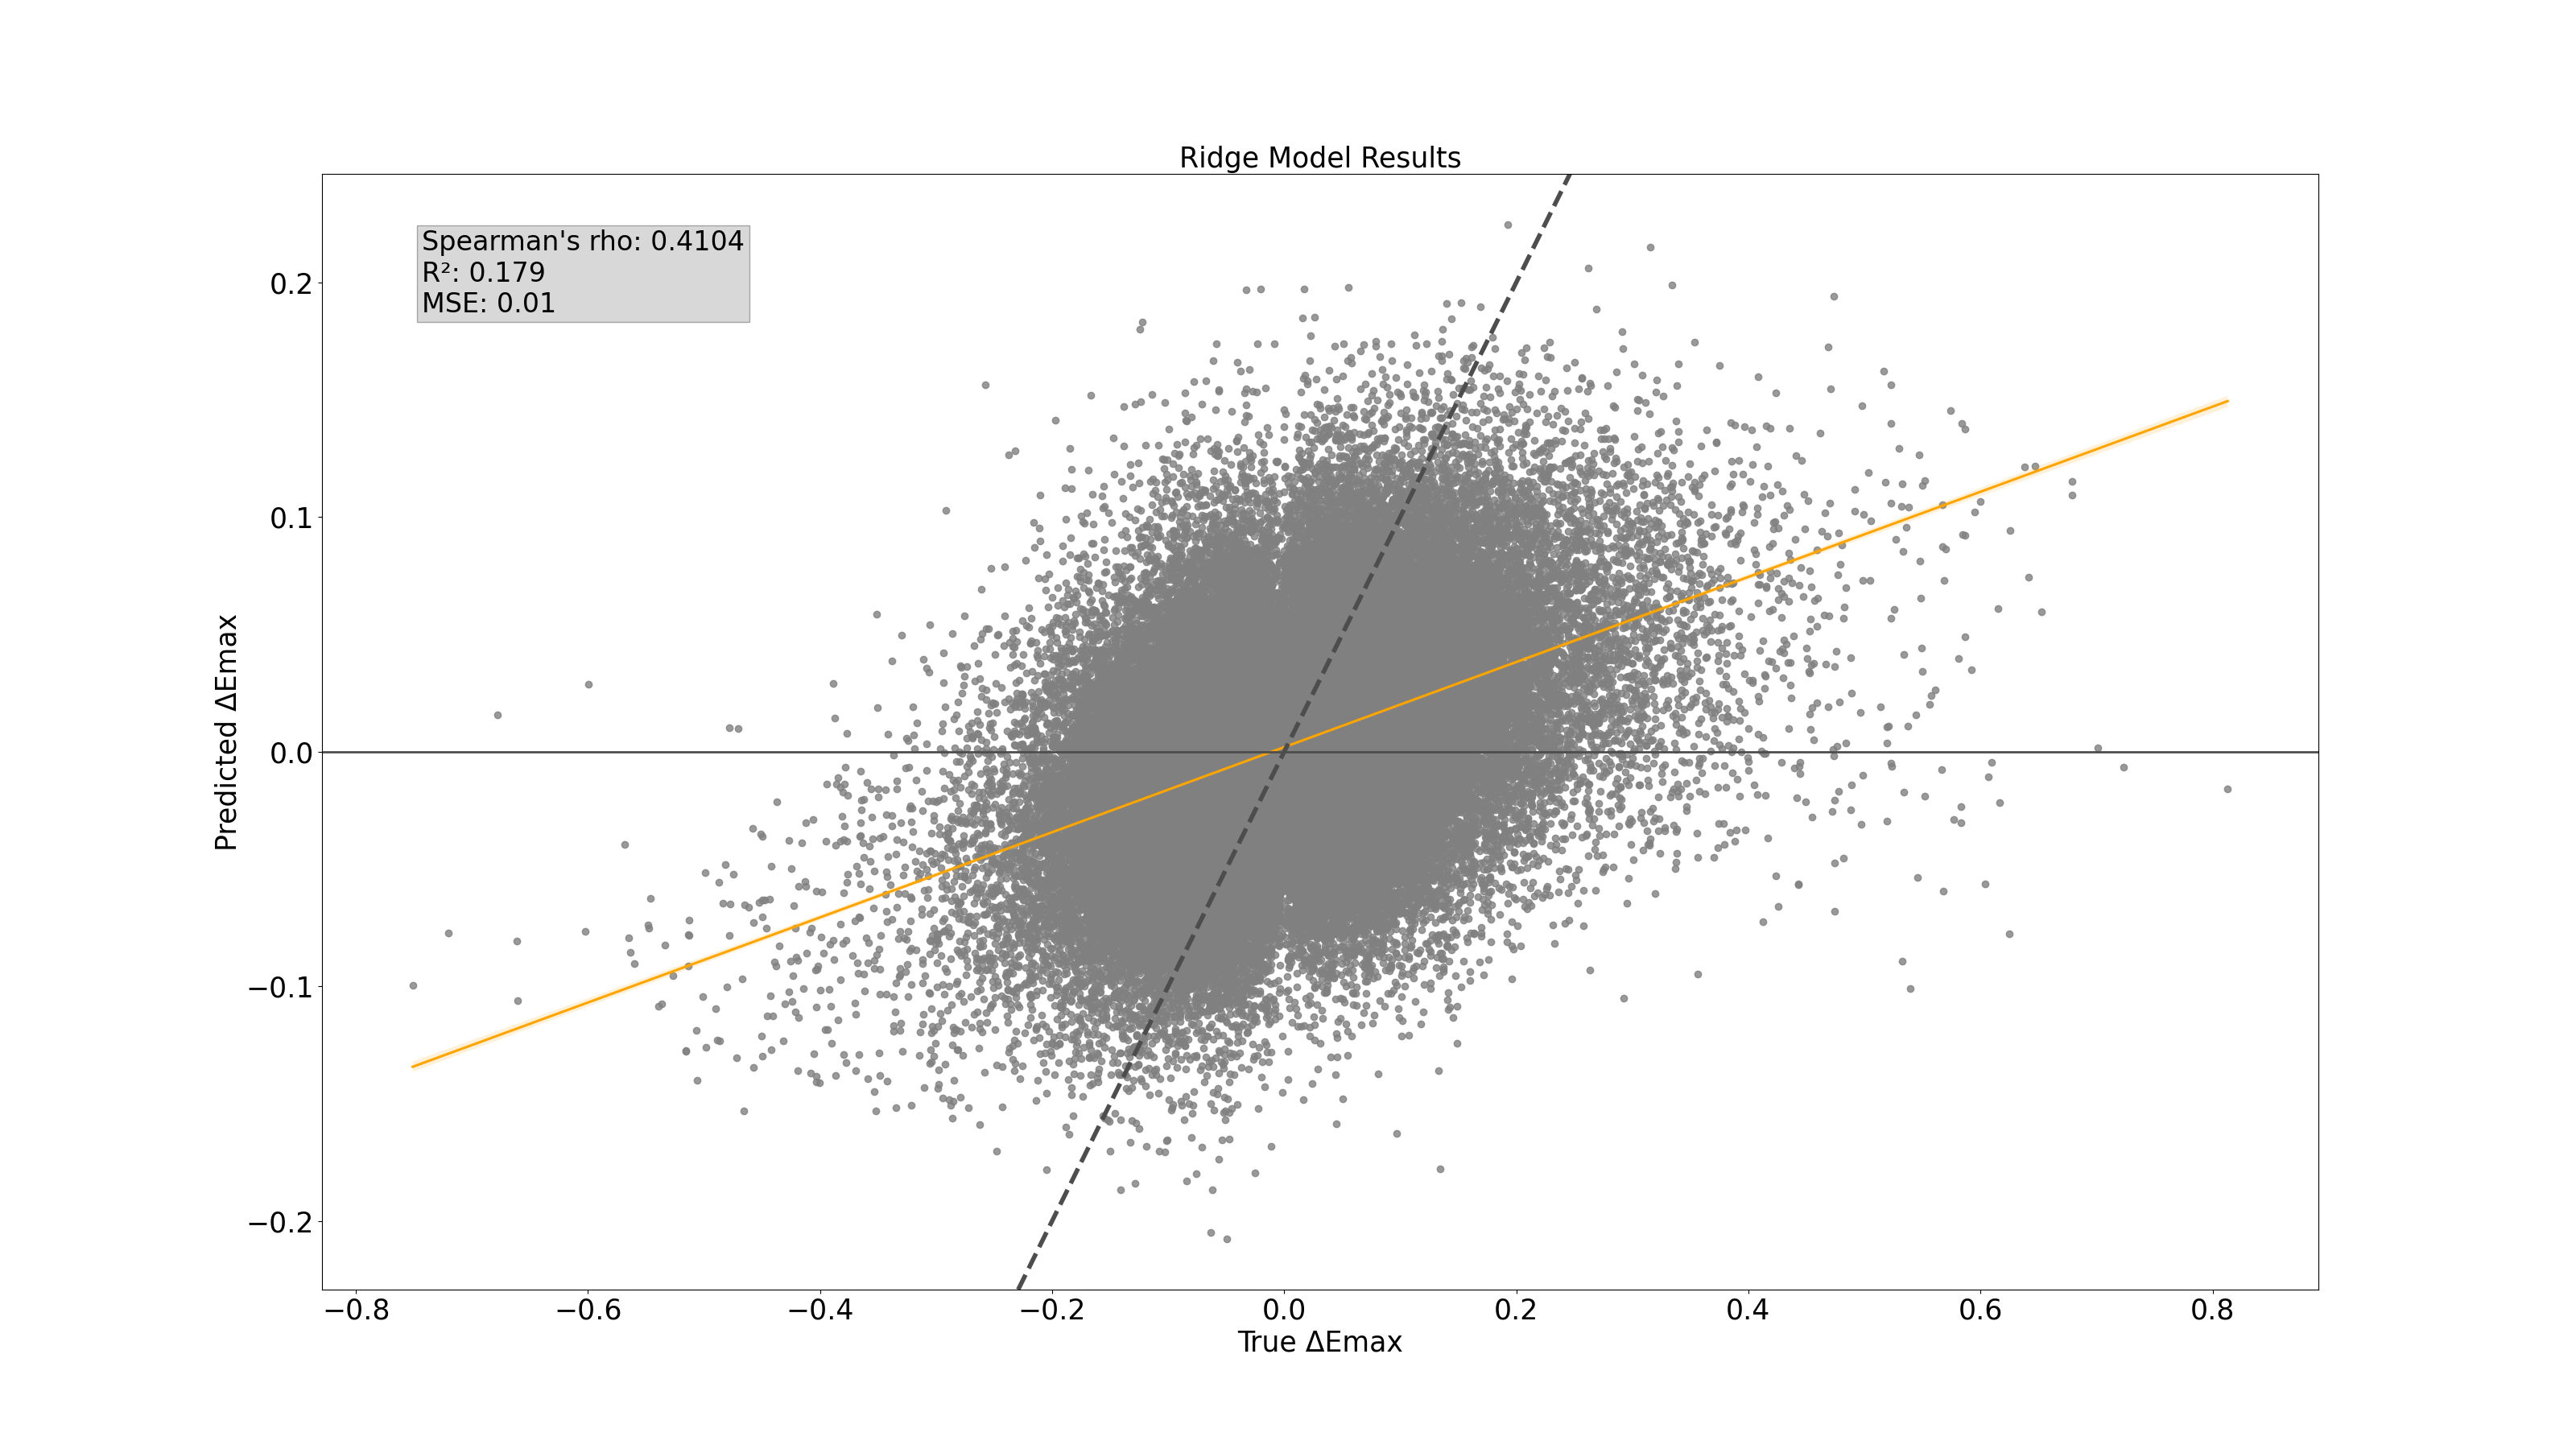 Ridge Model Results
Spearman's rho: 0.4104
R²: 0.179
MSE: 0.01
Predicted ΔEmax
0.2
0.1
0.0
−0.1
−0.2
−0.8 −0.6 −0.4 −0.2 0.0 0.2 0.4 0.6 0.8
True ΔEmax